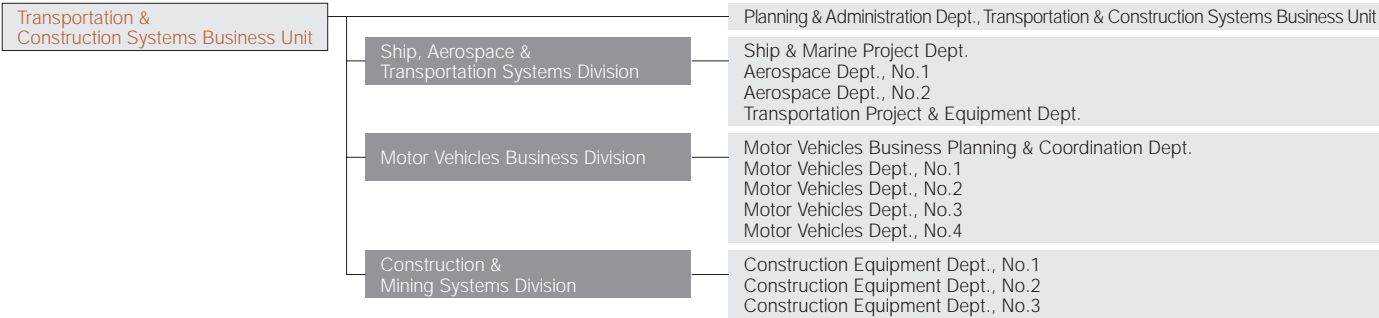 Transportation &
Construction Systems Business Unit
Planning & Administration Dept., Transportation & Construction Systems Business Unit
Ship, Aerospace &
Transportation Systems Division
Ship & Marine Project Dept.
Aerospace Dept., No.1
Aerospace Dept., No.2
Transportation Project & Equipment Dept.
Motor Vehicles Business Division
Motor Vehicles Business Planning & Coordination Dept.
Motor Vehicles Dept., No.1
Motor Vehicles Dept., No.2
Motor Vehicles Dept., No.3
Motor Vehicles Dept., No.4
Construction &
Mining Systems Division
Construction Equipment Dept., No.1
Construction Equipment Dept., No.2
Construction Equipment Dept., No.3